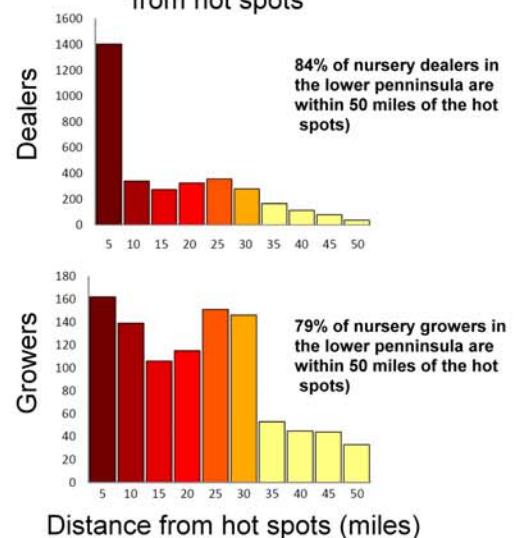 from hot spots
1600
1400
1200
1000
800
600
400
200
0
Dealers
84% of nursery dealers in
the lower penninsula are
within 50 miles of the hot
spots)
5 10 15 20 25 30 35 40 45 50
180
160
140
120
100
80
60
40
20
0
Growers
79% of nursery growers in
the lower penninsula are
within 50 miles of the hot
spots)
5 10 15 20 25 30 35 40 45 50
Distance from hot spots (miles)